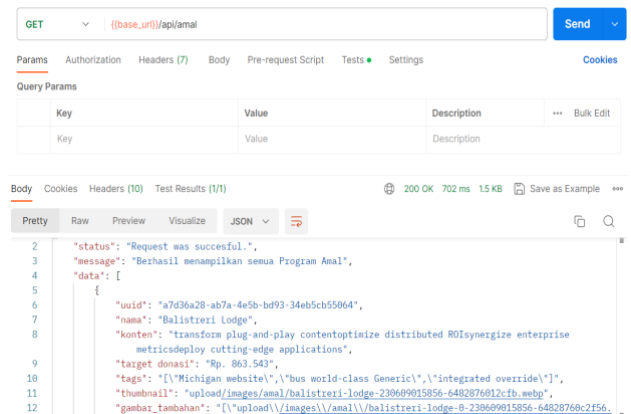 GET {{base_url}}/api/amal Send
Params Authorization Headers (7) Body Pre-request Script Tests Settings Cookies
Query Params
Key Value Description ••• Bulk Edit
Key Value Description
Body Cookies Headers (10) Test Results (1/1) 200 OK 702 ms 1.5 KB Save as Example •••
Pretty Raw Preview Visualize JSON
2 "status": "Request was succesful.",
3 "message": "Berhasil menampilkan semua Program Amal",
4 "data": [
5 {
6 "uuid": "a7d36a28-ab7a-4e5b-bd93-34eb5cb55064",
7 "nama": "Balistreri Lodge",
8 "konten": "transform plug-and-play contentoptimize distributed ROIsynergize enterprise
metricsdeploy cutting-edge applications",
9 "target donasi": "Rp. 863.543",
10 "tags": "[\"Michigan website\",\"bus world-class Generic\",\"integrated override\"]",
11 "thumbnail": "upload/images/amal/balistreri-lodge-230609015856-6482876012cfb.webp",
12 "gambar_tambahan": "[\"upload\\/images\\/amal\\/balistreri-lodge-0-230609015856-64828760c2f56.